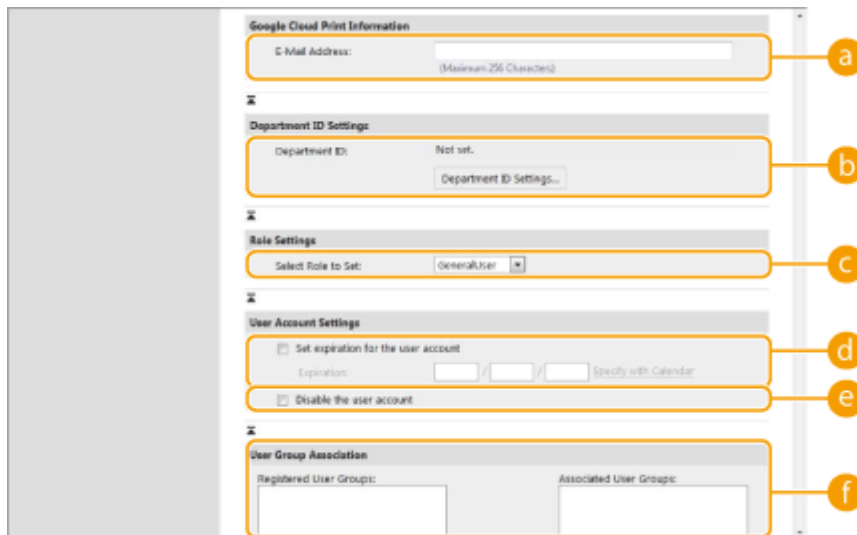 Google Cloud Print Information
E-Mail Address:
(Maximum 256 Characters)
a
Department ID Settings
Department ID: Not set.
Department ID Settings...
b
Role Settings
Select Role to Set: GeneralUser
c
User Account Settings
Set expiration for the user account
Expiration: / / Specify with Calendar
d
Disable the user account
e
User Group Association
Registered User Groups: Associated User Groups:
f